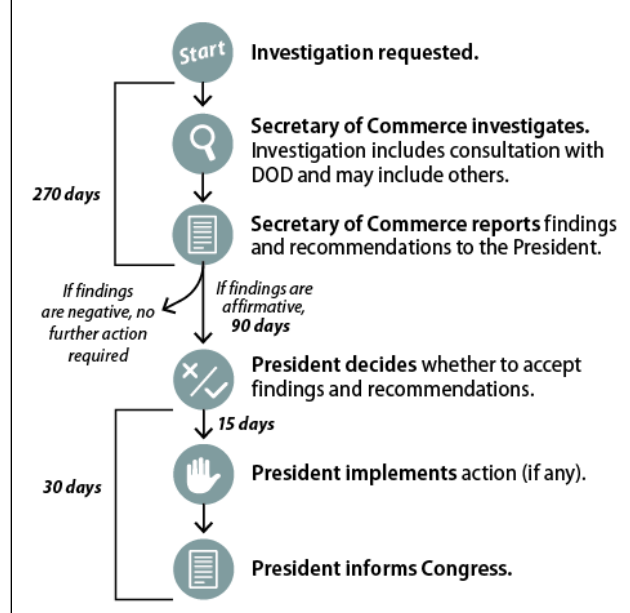 Start
Investigation requested.
Secretary of Commerce investigates.
Investigation includes consultation with
DOD and may include others.
270 days
Secretary of Commerce reports findings
and recommendations to the President.
If findings
are negative, no
further action
required
If findings are
affirmative,
90 days
President decides whether to accept
findings and recommendations.
15 days
30 days
President implements action (if any).
President informs Congress.